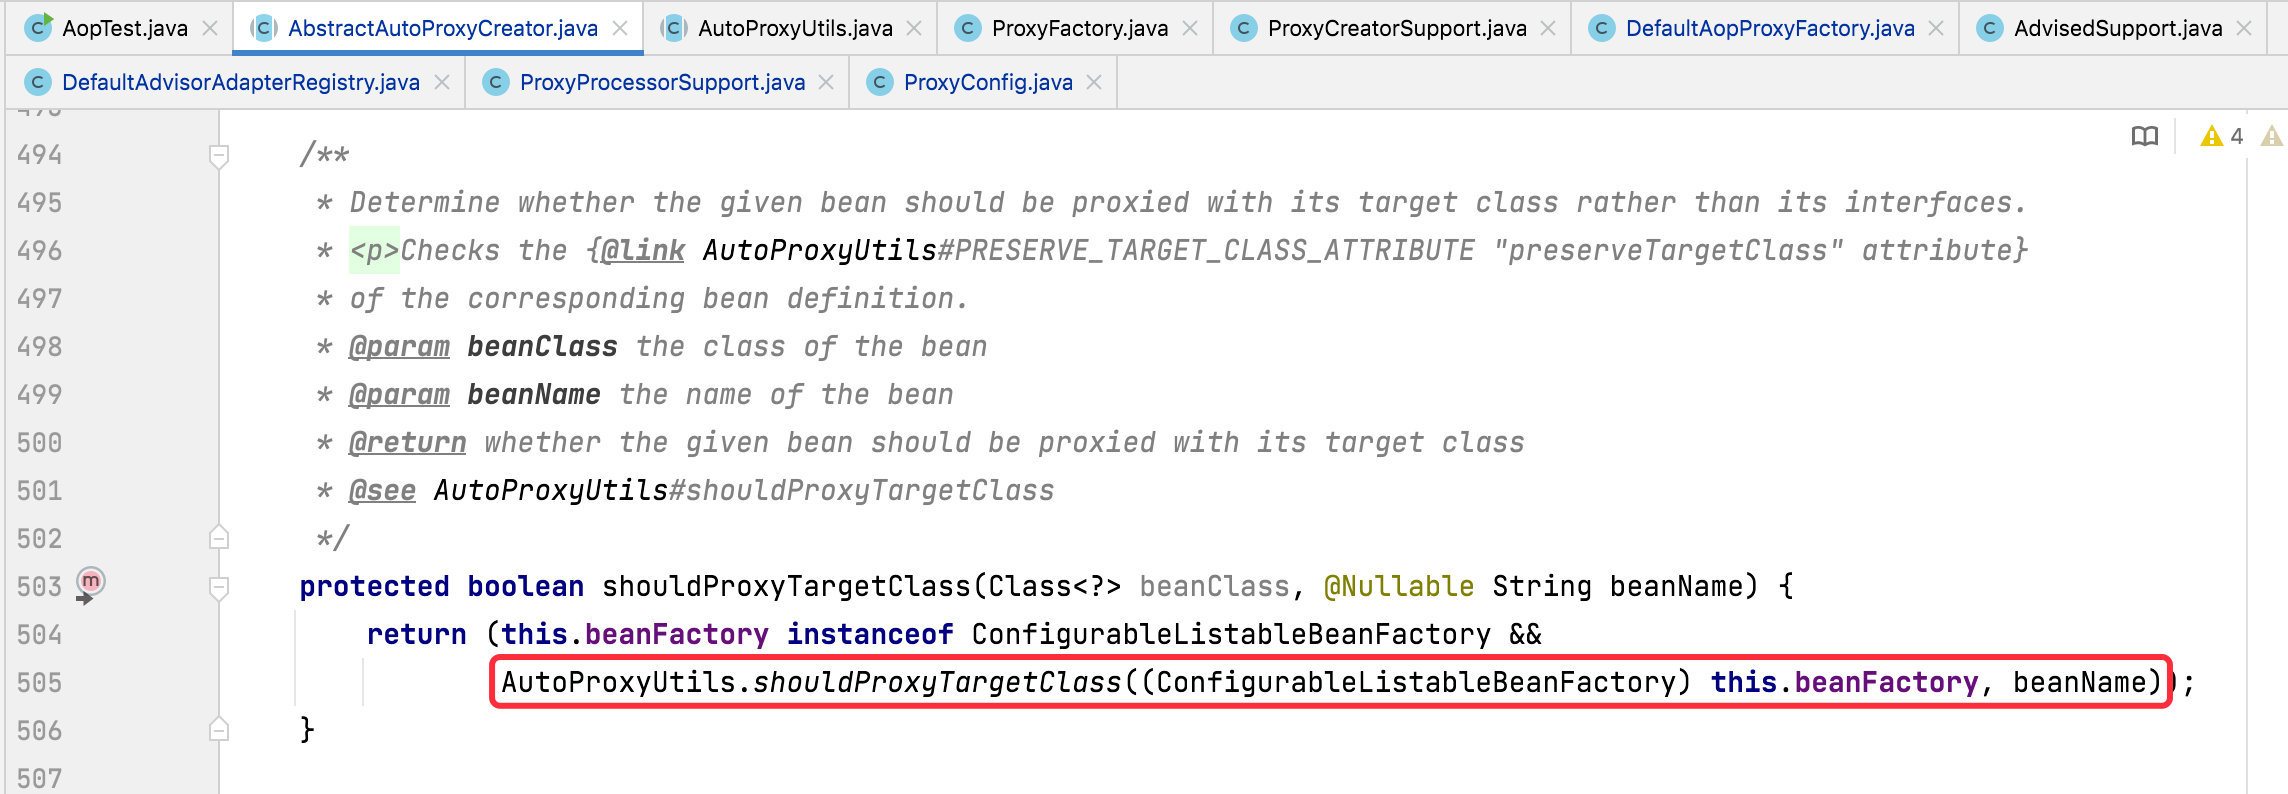 AopTest.java AbstractAutoProxyCreator.java AutoProxyUtils.java ProxyFactory.java ProxyCreatorSupport.java DefaultAopProxyFactory.java AdvisedSupport.java
DefaultAdvisorAdapterRegistry.java ProxyProcessorSupport.java ProxyConfig.java
4
494 /**
495 * Determine whether the given bean should be proxied with its target class rather than its interfaces.
496 * <p>Checks the {@link AutoProxyUtils#PRESERVE_TARGET_CLASS_ATTRIBUTE "preserveTargetClass" attribute}
497 * of the corresponding bean definition.
498 * @param beanClass the class of the bean
499 * @param beanName the name of the bean
500 * @return whether the given bean should be proxied with its target class
501 * @see AutoProxyUtils#shouldProxyTargetClass
502 */
503 protected boolean shouldProxyTargetClass(Class<?> beanClass, @Nullable String beanName) {
504 return (this.beanFactory instanceof ConfigurableListableBeanFactory &&
505 AutoProxyUtils.shouldProxyTargetClass((ConfigurableListableBeanFactory) this.beanFactory, beanName));
506 }
507